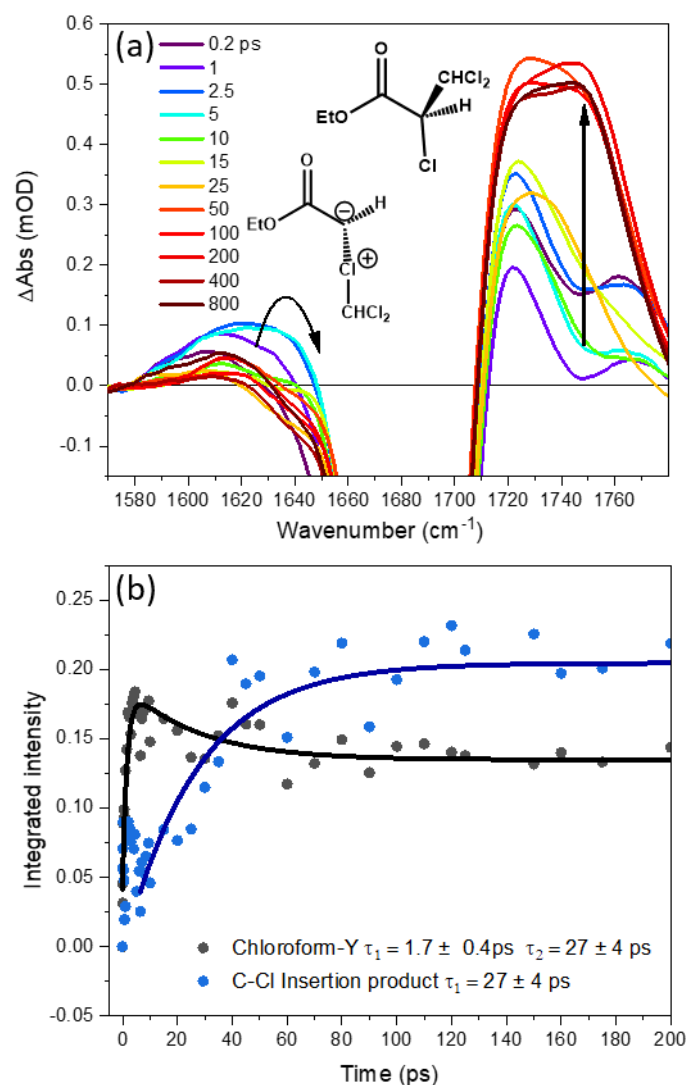 (a)
0.2 ps
1
2.5
5
10
15
25
50
100
200
400
800
O
CHCl2
EtO
H
Cl
O
EtO
⊖
H
Cl
⊕
CHCl2
0.6
0.5
0.4
0.3
0.2
0.1
0.0
-0.1
ΔAbs (mOD)
1580 1600 1620 1640 1660 1680 1700 1720 1740 1760
Wavenumber (cm-1)
(b)
0.25
0.20
0.15
0.10
0.05
0.00
-0.05
Integrated intensity
Chloroform-Y τ1 = 1.7 ± 0.4ps τ2 = 27 ± 4 ps
C-Cl Insertion product τ1 = 27 ± 4 ps
0 20 40 60 80 100 120 140 160 180 200
Time (ps)